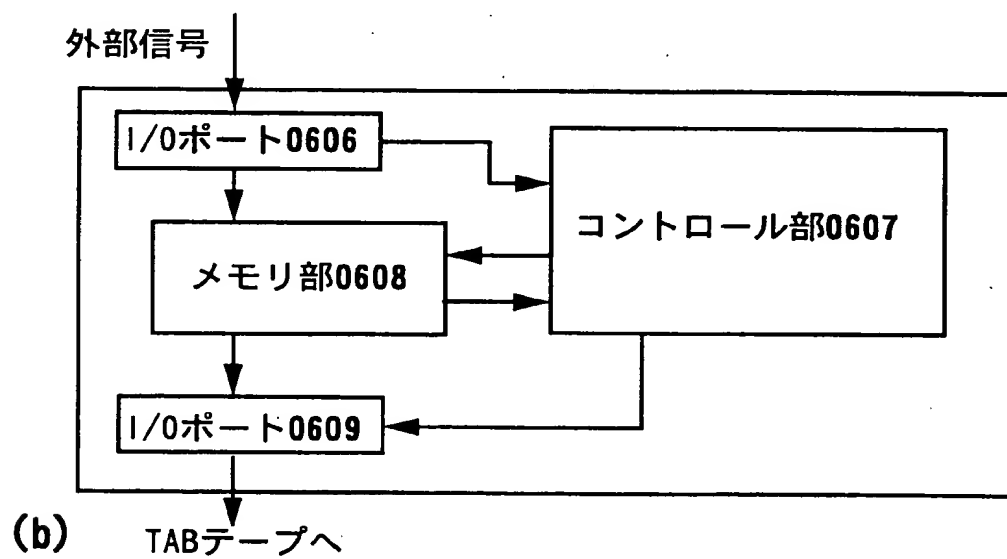 外部信号
I/Oポート0606
コントロール部0607
メモリ部0608
I/Oポート0609
(b)
TABテープへ